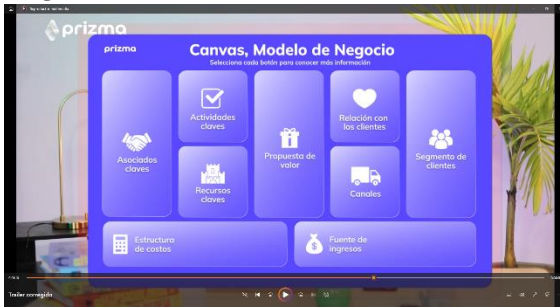 prizma
prizma
Canvas, Modelo de Negocio
Selecciona cada botón para conocer más información
Asociados
claves
Actividades
claves
Recursos
claves
Propuesta de
valor
Relación con
los clientes
Canales
Segmento de
clientes
Estructura
de costos
Fuente de
ingresos
Trailer corregido